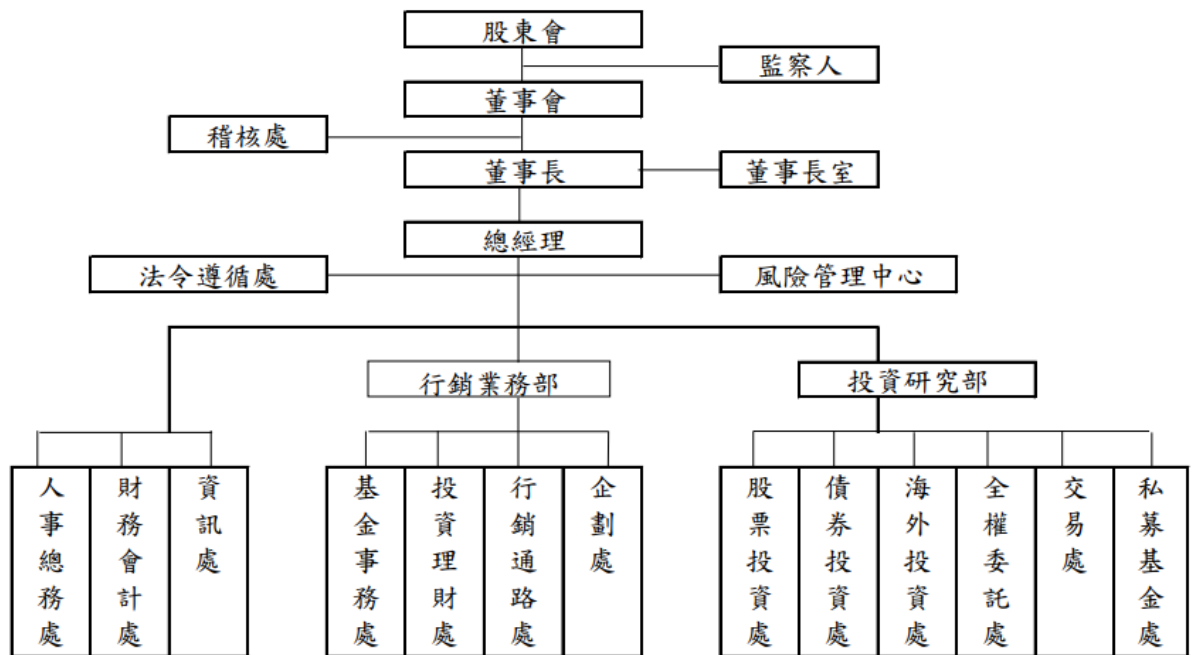 股東會
監察人
董事會
稽核處
董事長
董事長室
總經理
法令遵循處
風險管理中心
行銷業務部
投資研究部
人事總務處
財務會計處
資訊處
基金事務處
投資理財處
行銷通路處
企劃處
股票投資處
債券投資處
海外投資處
全權委託處
交易處
私募基金處